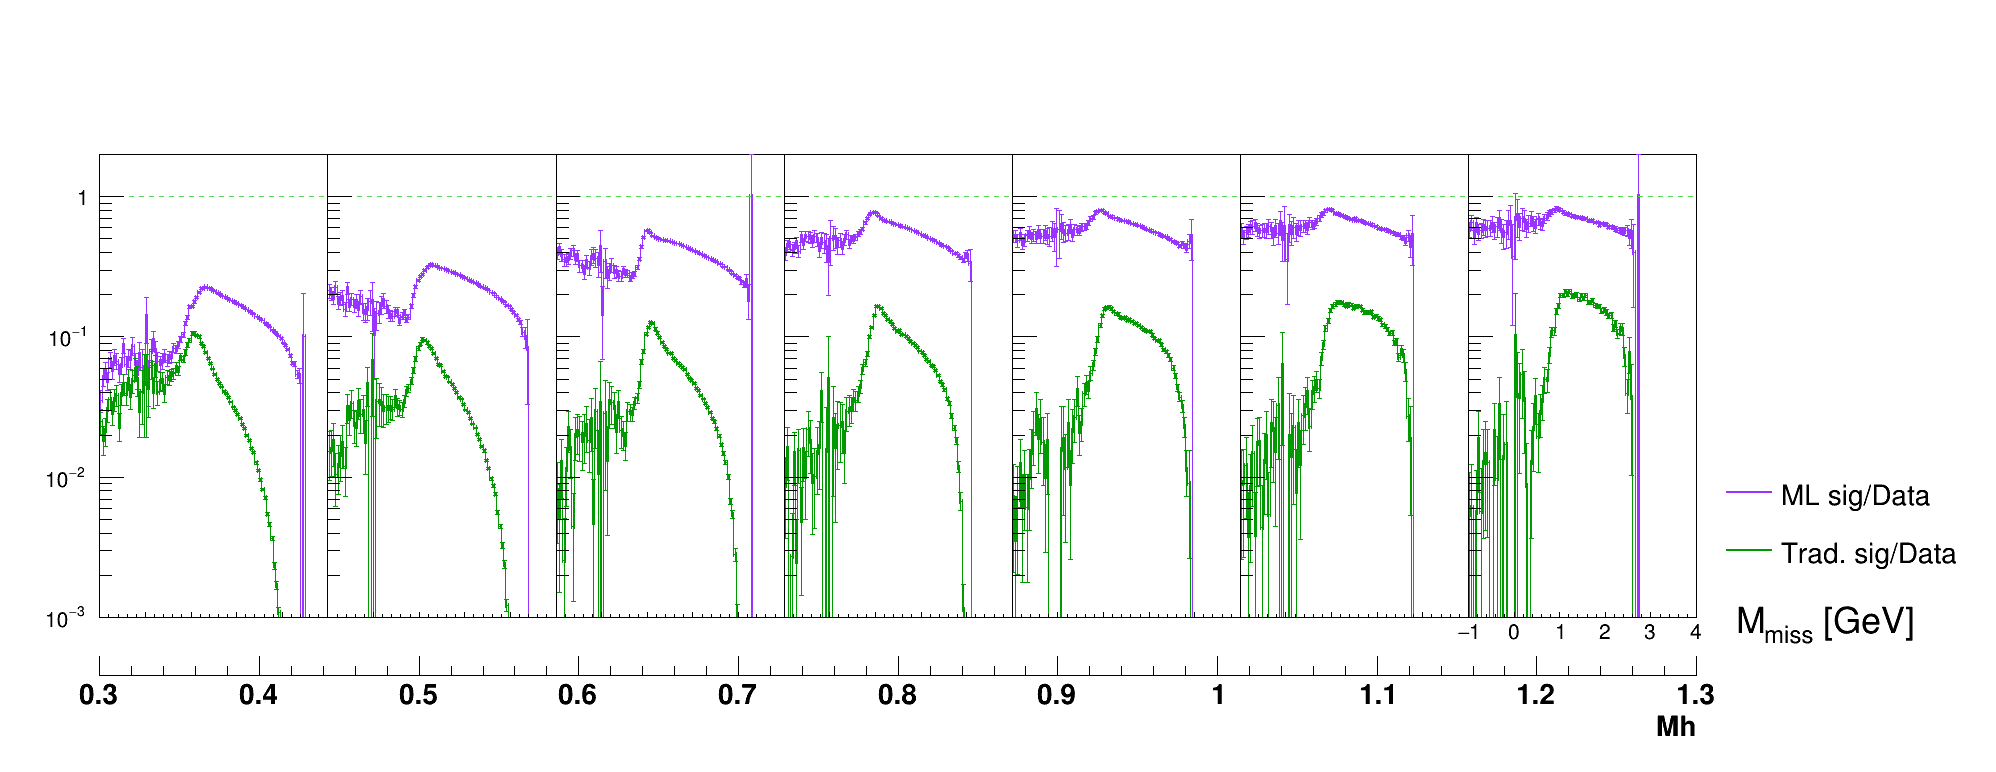 1
10⁻¹
10⁻²
10⁻³
ML sig/Data
Trad. sig/Data
−1 0 1 2 3 4
M_miss [GeV]
0.3 0.4 0.5 0.6 0.7 0.8 0.9 1 1.1 1.2 1.3
Mh